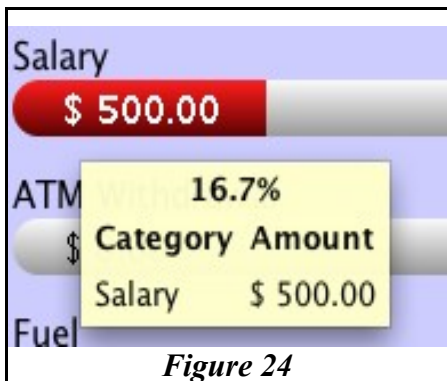 Salary
$ 500.00
ATM
16.7%
$
Category Amount
Salary $ 500.00
Fuel
Figure 24